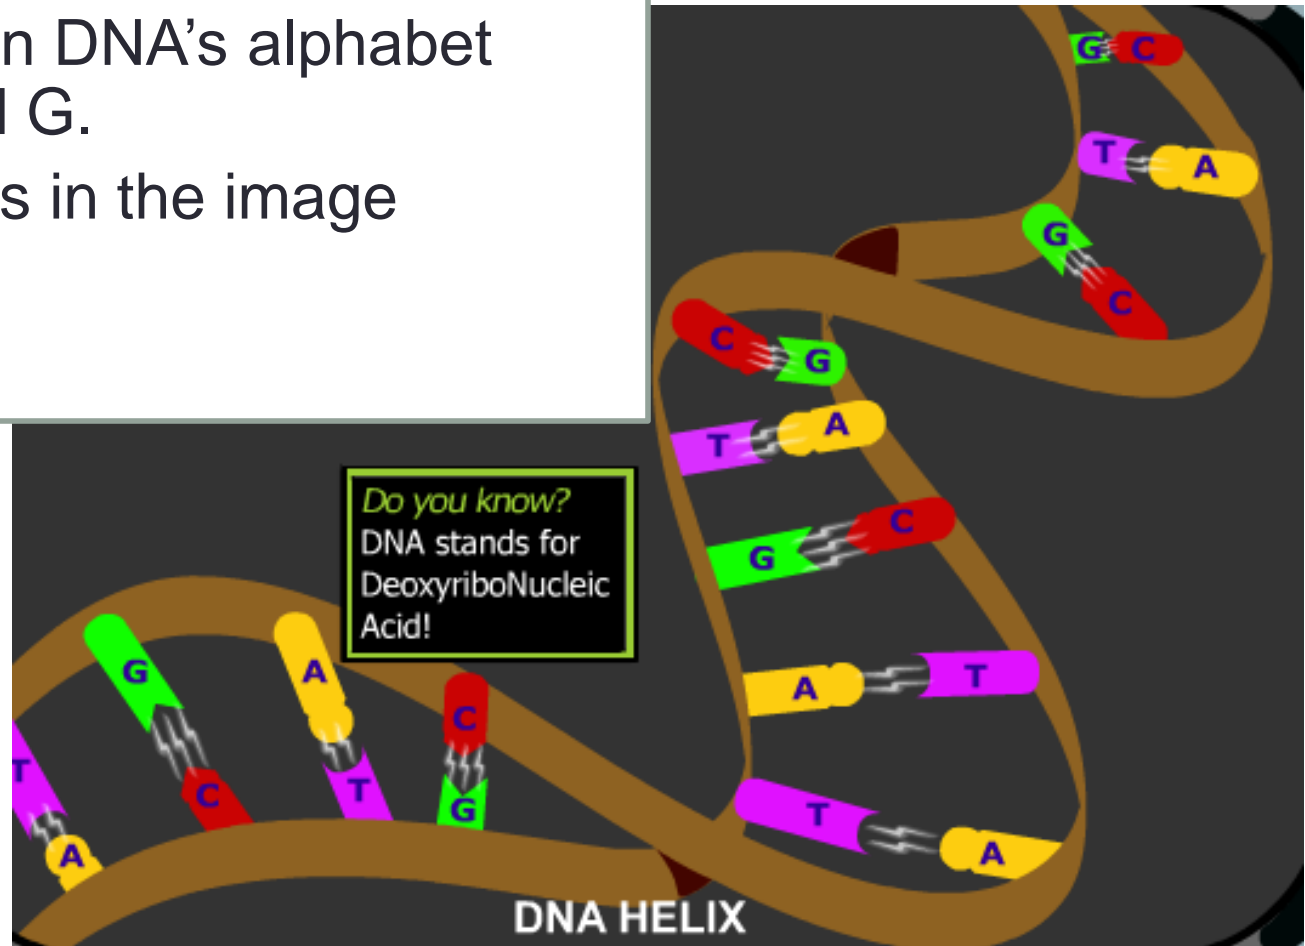 n DNA’s alphabet
G.
s in the image
G C
T A
G C
C G
T A
G C
A T
T A
Do you know?
DNA stands for
DeoxyriboNucleic
Acid!
G A C
T C T G
A
DNA HELIX